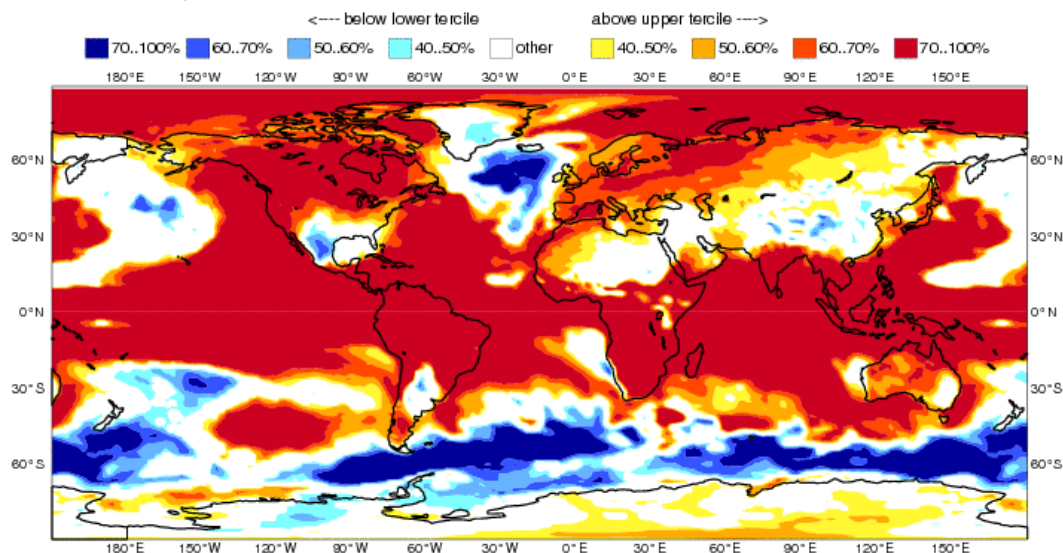 <---- below lower tercile above upper tercile ---->
70..100% 60..70% 50..60% 40..50% other 40..50% 50..60% 60..70% 70..100%
180°E 150°W 120°W 90°W 60°W 30°W 0°E 30°E 60°E 90°E 120°E 150°E
60°N 60°N
30°N 30°N
0°N 0°N
30°S 30°S
60°S 60°S
180°E 150°W 120°W 90°W 60°W 30°W 0°E 30°E 60°E 90°E 120°E 150°E